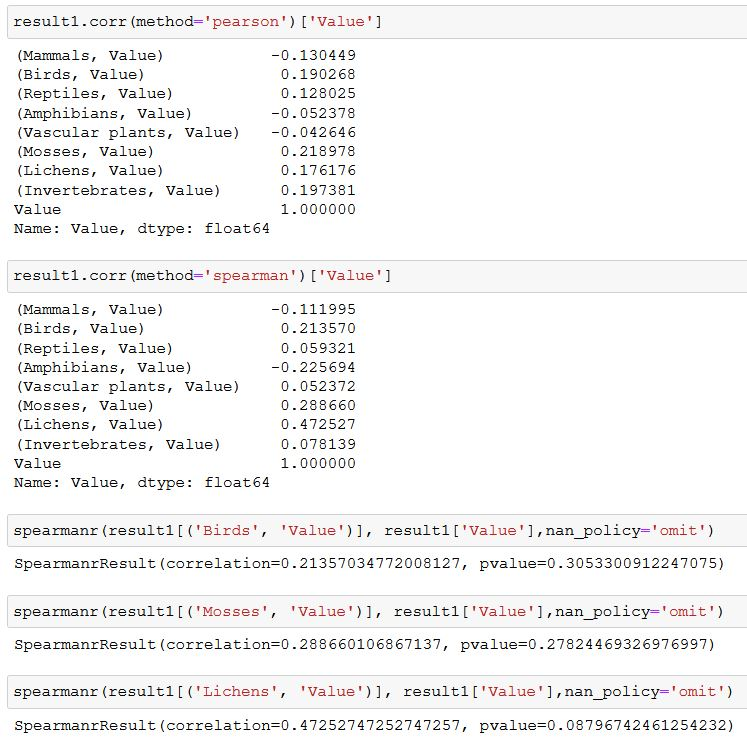 result1.corr(method='pearson')['Value']
(Mammals, Value)            -0.130449
(Birds, Value)               0.190268
(Reptiles, Value)            0.128025
(Amphibians, Value)         -0.052378
(Vascular plants, Value)    -0.042646
(Mosses, Value)              0.218978
(Lichens, Value)             0.176176
(Invertebrates, Value)       0.197381
Value                        1.000000
Name: Value, dtype: float64
result1.corr(method='spearman')['Value']
(Mammals, Value)            -0.111995
(Birds, Value)               0.213570
(Reptiles, Value)            0.059321
(Amphibians, Value)         -0.225694
(Vascular plants, Value)     0.052372
(Mosses, Value)              0.288660
(Lichens, Value)             0.472527
(Invertebrates, Value)       0.078139
Value                        1.000000
Name: Value, dtype: float64
spearmanr(result1[('Birds', 'Value')], result1['Value'],nan_policy='omit')
SpearmanrResult(correlation=0.21357034772008127, pvalue=0.3053300912247075)
spearmanr(result1[('Mosses', 'Value')], result1['Value'],nan_policy='omit')
SpearmanrResult(correlation=0.288660106867137, pvalue=0.27824469326976997)
spearmanr(result1[('Lichens', 'Value')], result1['Value'],nan_policy='omit')
SpearmanrResult(correlation=0.47252747252747257, pvalue=0.08796742461254232)